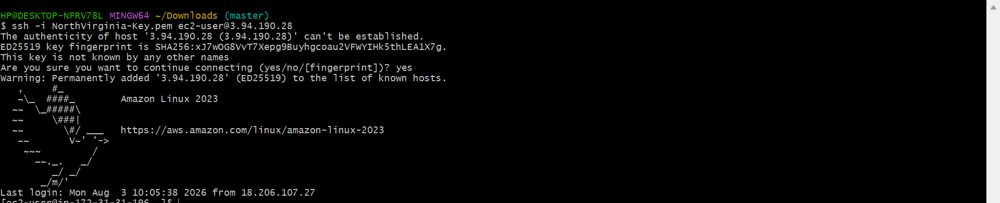 HP@DESKTOP-NFRV78L MINGW64 ~/Downloads (master)
$ ssh -i NorthVirginia-Key.pem ec2-user@3.94.190.28
The authenticity of host '3.94.190.28 (3.94.190.28)' can't be established.
ED25519 key fingerprint is SHA256:xJ7wOG8VvT7Xepg9Buyhgcoau2VFWYIHk5thLEA1X7g.
This key is not known by any other names
Are you sure you want to continue connecting (yes/no/[fingerprint])? yes
Warning: Permanently added '3.94.190.28' (ED25519) to the list of known hosts.
   ,     #_
   ~\_  ####_        Amazon Linux 2023
  ~~  \_#####\
  ~~     \###|
  ~~       \#/ ___   https://aws.amazon.com/linux/amazon-linux-2023
   ~~       V~' '->
    ~~~         /
      ~~._.   _/
         _/ _/
       _/m/'
Last login: Mon Aug  3 10:05:38 2026 from 18.206.107.27
[ec2-user@ip-172-31-31-196 ~]$